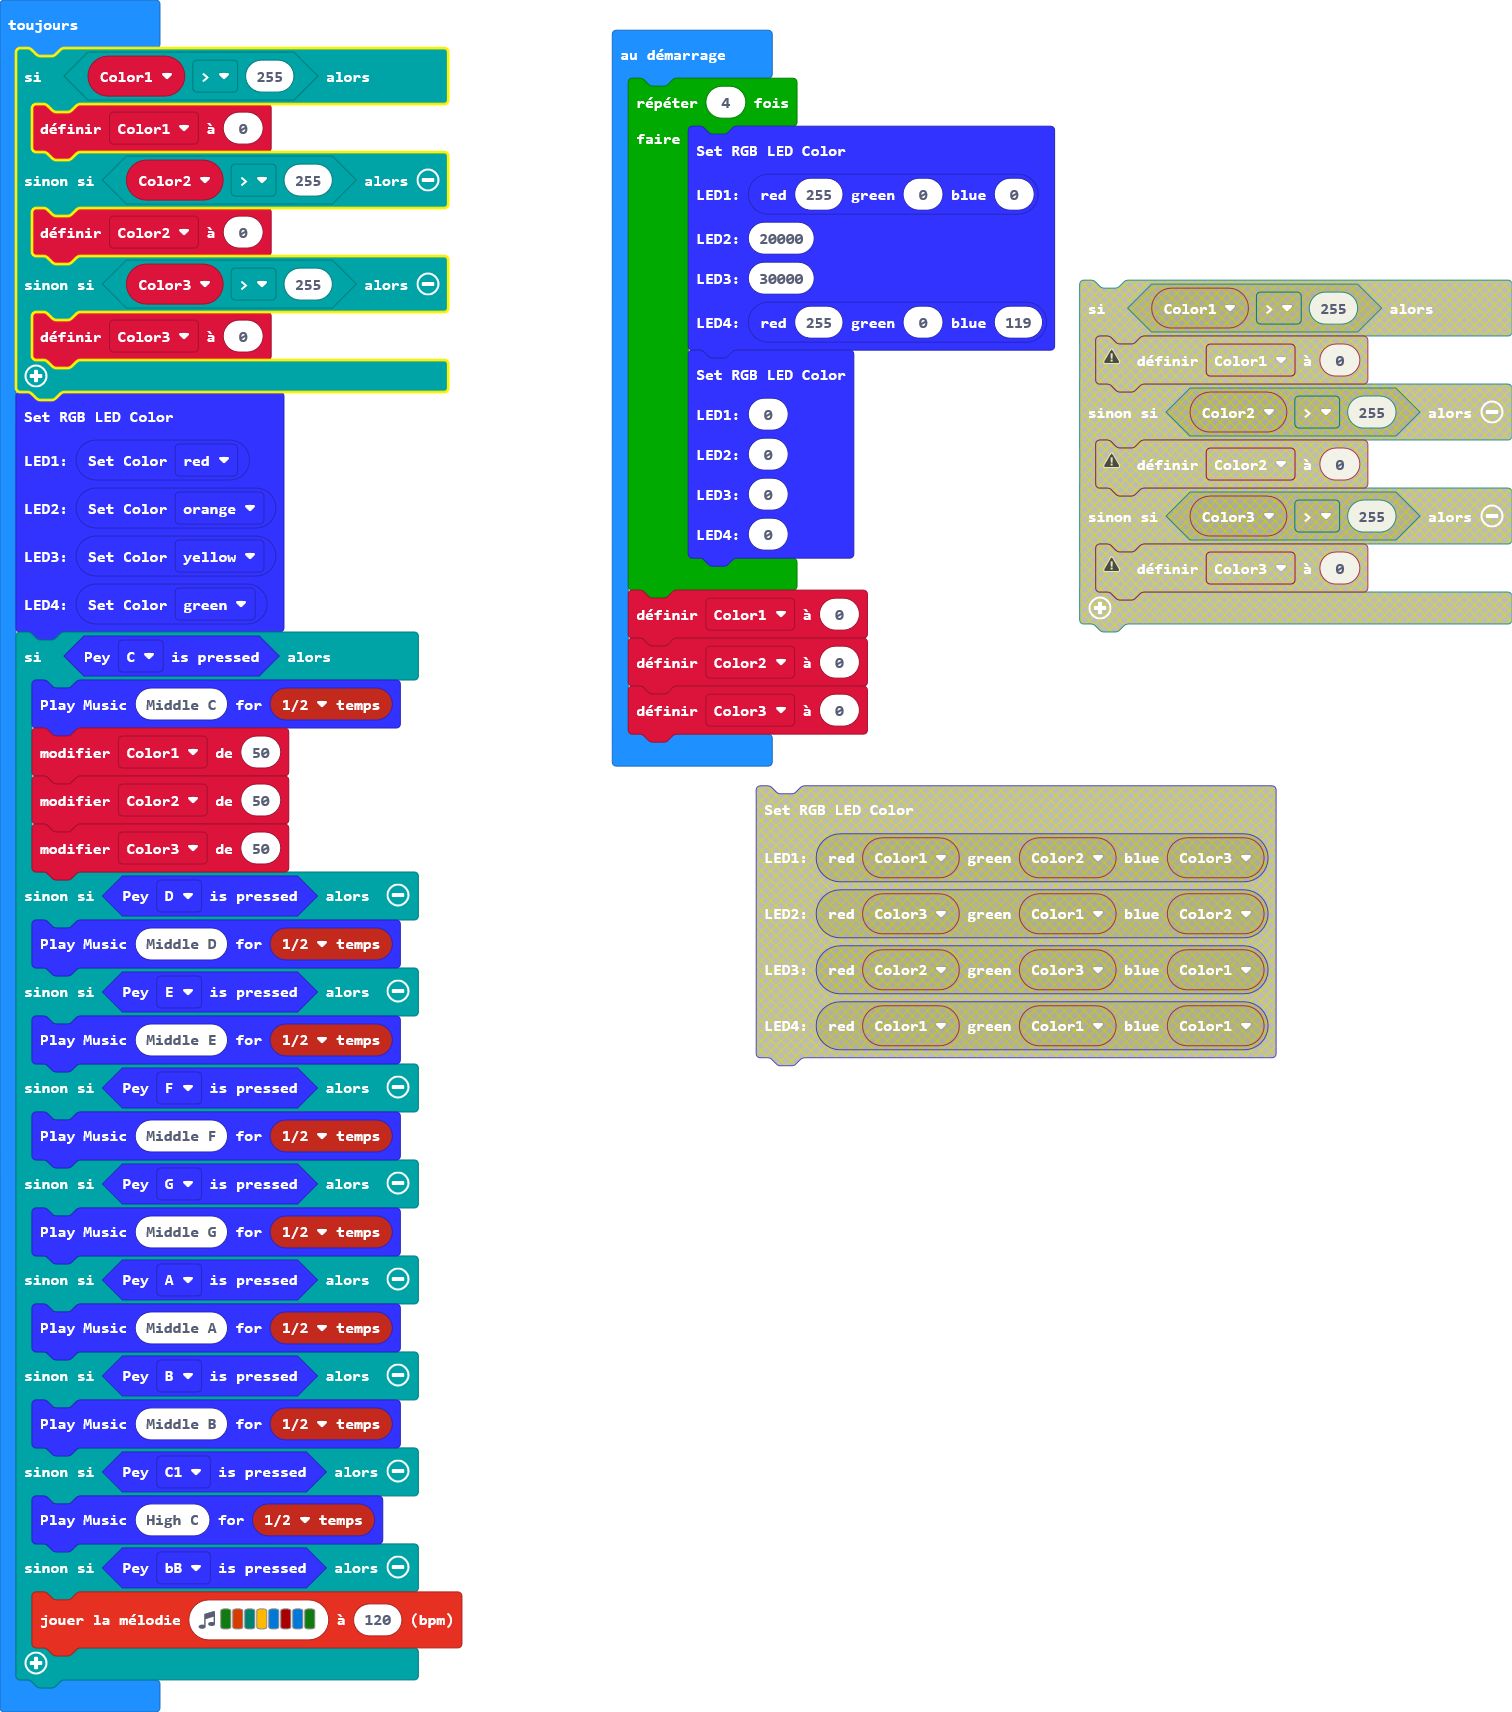 toujours
si Color1 > 255 alors
définir Color1 à 0
sinon si Color2 > 255 alors
définir Color2 à 0
sinon si Color3 > 255 alors
définir Color3 à 0
Set RGB LED Color
LED1: Set Color red
LED2: Set Color orange
LED3: Set Color yellow
LED4: Set Color green
si Pey C is pressed alors
Play Music Middle C for 1/2 temps
modifier Color1 de 50
modifier Color2 de 50
modifier Color3 de 50
sinon si Pey D is pressed alors
Play Music Middle D for 1/2 temps
sinon si Pey E is pressed alors
Play Music Middle E for 1/2 temps
sinon si Pey F is pressed alors
Play Music Middle F for 1/2 temps
sinon si Pey G is pressed alors
Play Music Middle G for 1/2 temps
sinon si Pey A is pressed alors
Play Music Middle A for 1/2 temps
sinon si Pey B is pressed alors
Play Music Middle B for 1/2 temps
sinon si Pey C1 is pressed alors
Play Music High C for 1/2 temps
sinon si Pey bB is pressed alors
jouer la mélodie à 120 (bpm)
au démarrage
répéter 4 fois
faire
Set RGB LED Color
LED1: red 255 green 0 blue 0
LED2: 20000
LED3: 30000
LED4: red 255 green 0 blue 119
Set RGB LED Color
LED1: 0
LED2: 0
LED3: 0
LED4: 0
définir Color1 à 0
définir Color2 à 0
définir Color3 à 0
si Color1 > 255 alors
définir Color1 à 0
sinon si Color2 > 255 alors
définir Color2 à 0
sinon si Color3 > 255 alors
définir Color3 à 0
Set RGB LED Color
LED1: red Color1 green Color2 blue Color3
LED2: red Color3 green Color1 blue Color2
LED3: red Color2 green Color3 blue Color1
LED4: red Color1 green Color1 blue Color1